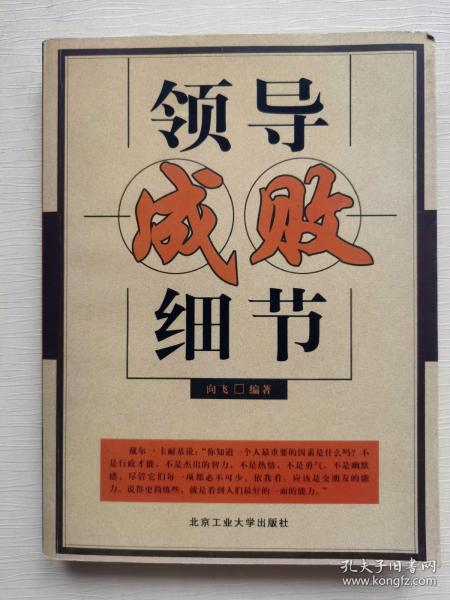 领导
成败
细节
向飞□编著
戴尔·卡耐基说:“你知道一个人最重要的因素是什么吗?不
是行政才能,不是杰出的智力,不是热情,不是勇气,不是幽默
感,尽管它们每一项都必不可少。依我看,应该是交朋友的能
力,说得更简练些,就是看到人们最好的一面的能力。”
北京工业大学出版社
孔夫子旧书网
www.kongfz.com